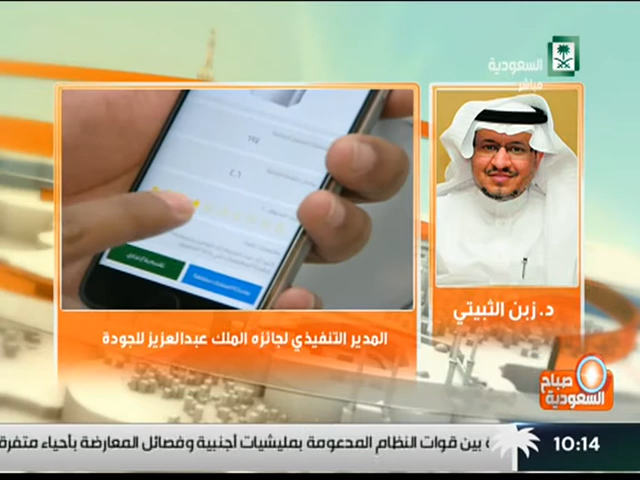 السعودية
مباشر
د. زبن الثبيتي
المدير التنفيذي لجائزه الملك عبدالعزيز للجودة
صباح
السعودية
بين قوات النظام المدعومة بمليشيات أجنبية وفصائل المعارضة بأحياء متفرقة
10:14